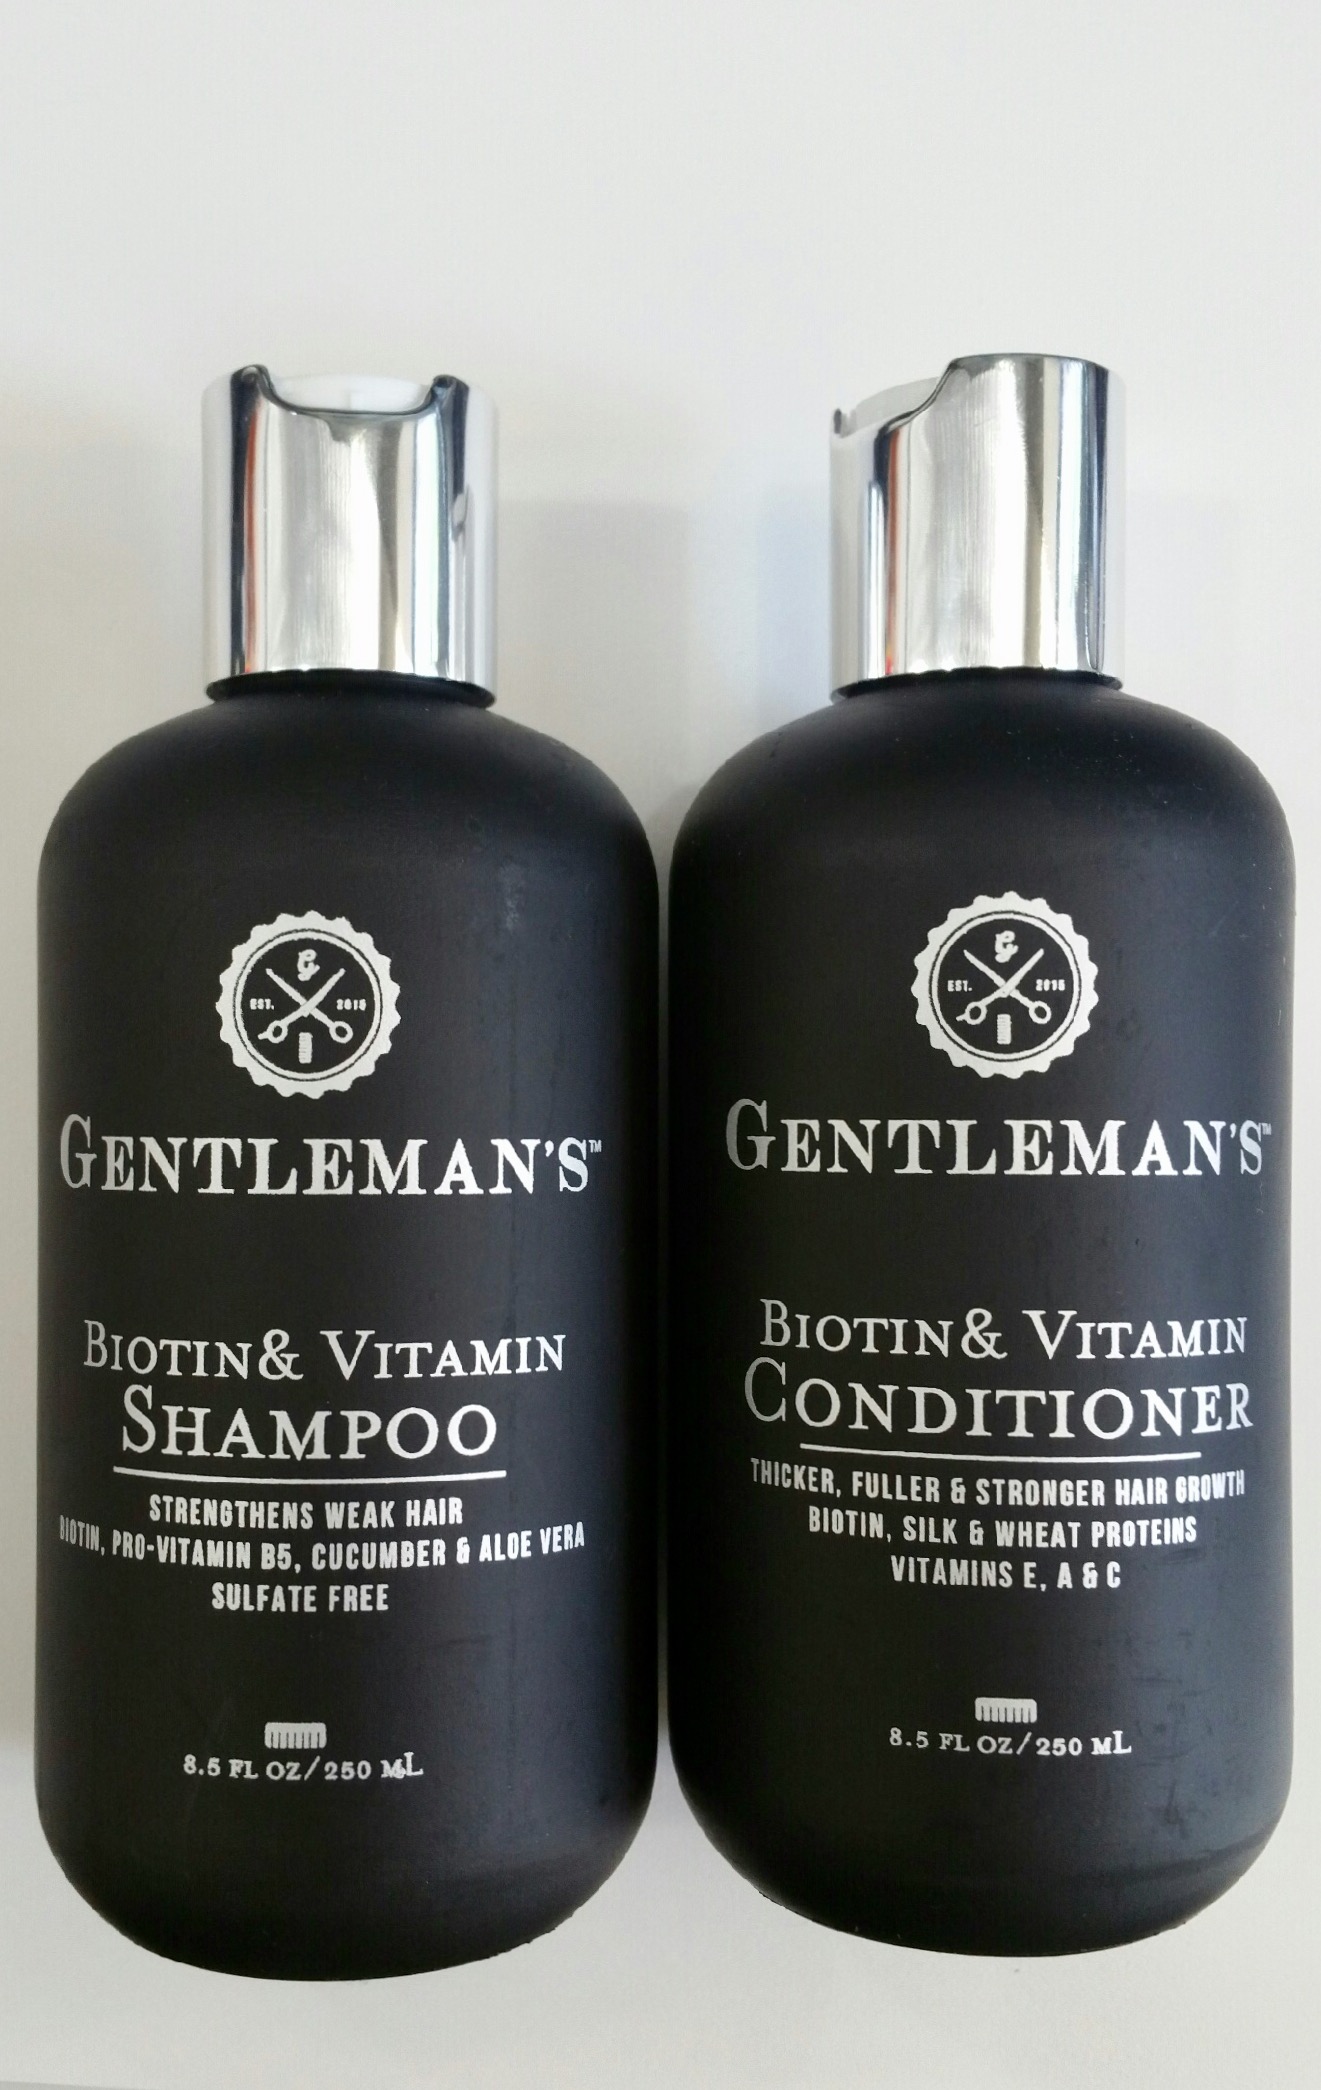 G
EST. 2015
GENTLEMAN'S™
BIOTIN & VITAMIN
SHAMPOO
STRENGTHENS WEAK HAIR
BIOTIN, PRO-VITAMIN B5, CUCUMBER & ALOE VERA
SULFATE FREE
8.5 FL OZ/250 ML
G
EST. 2015
GENTLEMAN'S™
BIOTIN & VITAMIN
CONDITIONER
THICKER, FULLER & STRONGER HAIR GROWTH
BIOTIN, SILK & WHEAT PROTEINS
VITAMINS E, A & C
8.5 FL OZ/250 ML